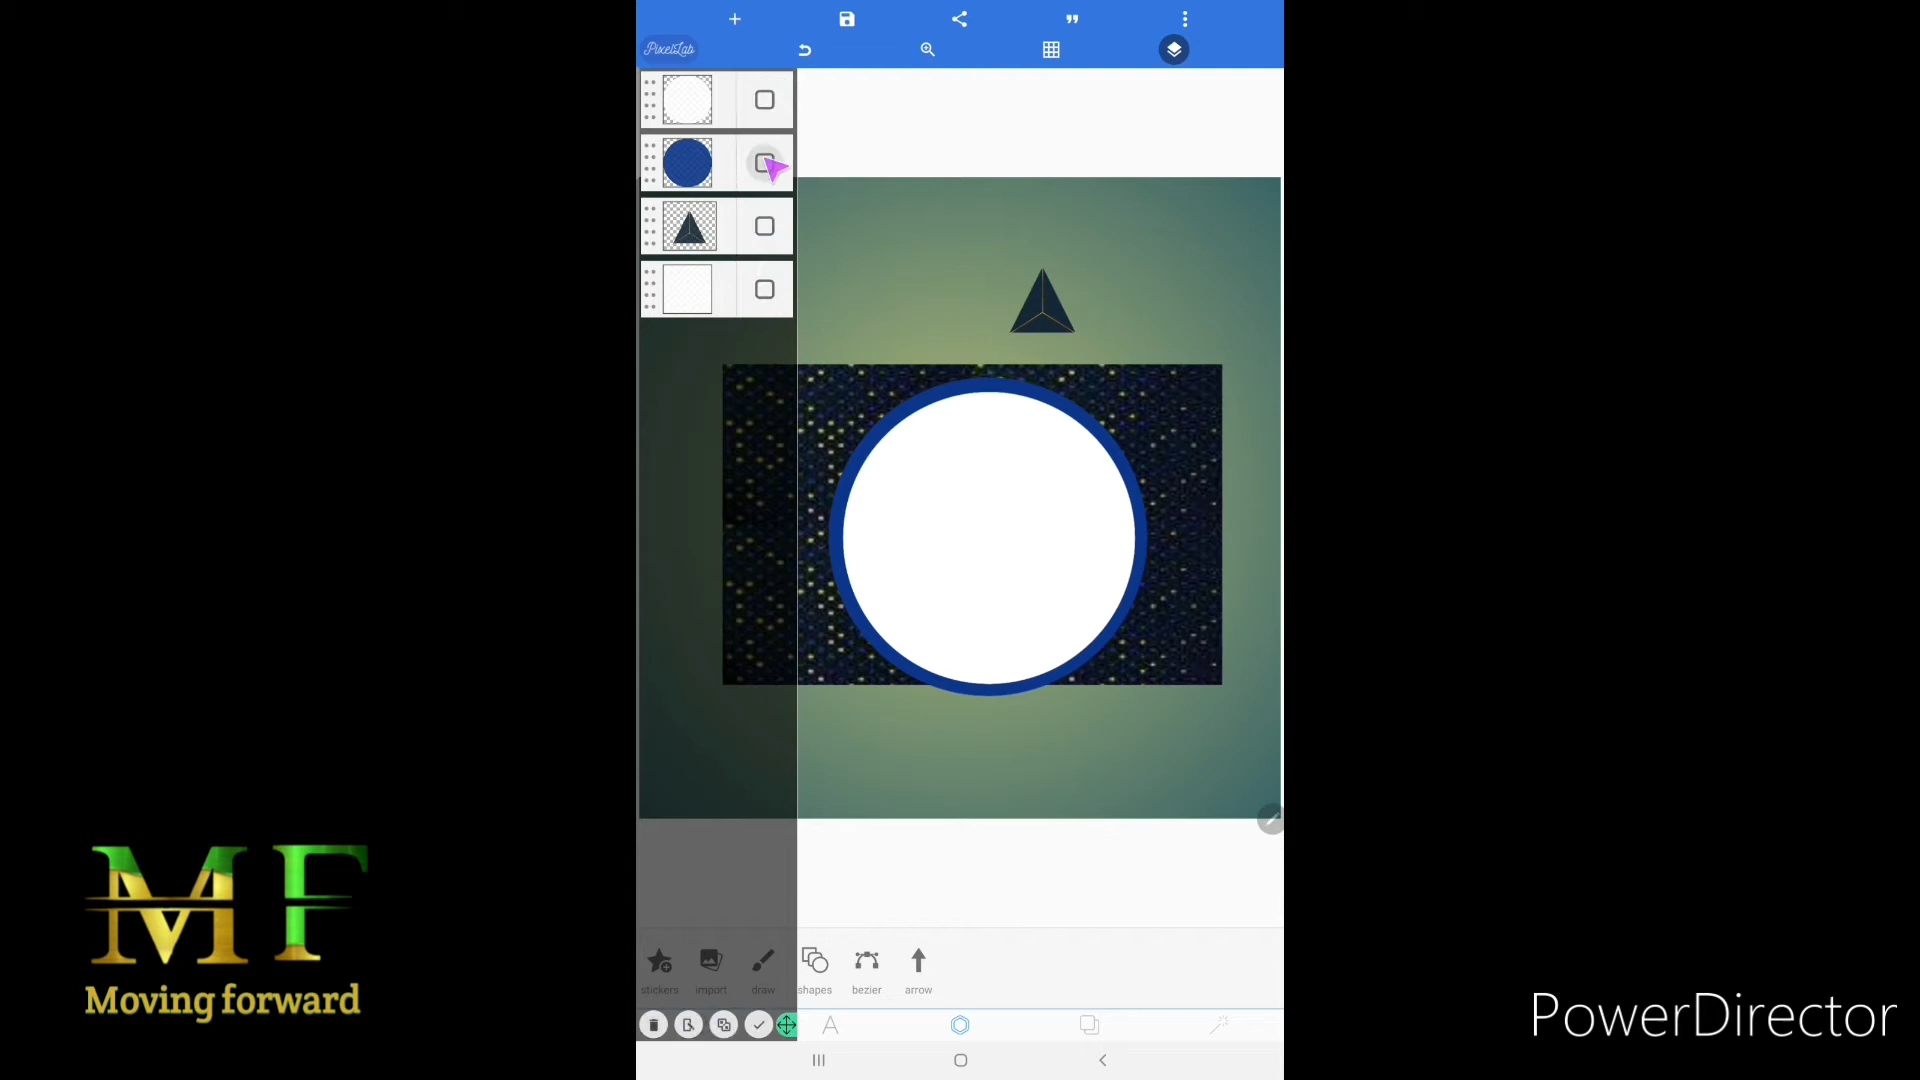 PixelLab
stickers import draw shapes bezier arrow
A
MF
Moving forward
PowerDirector